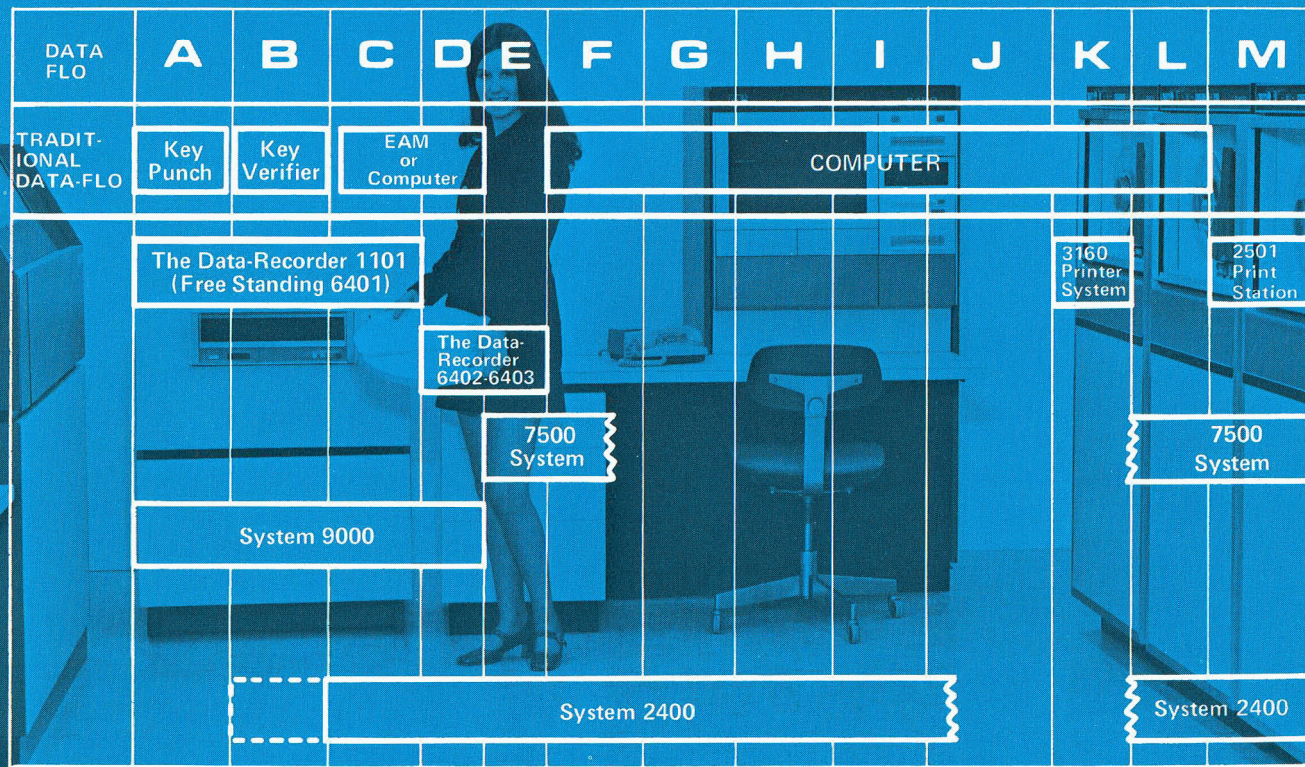 DATA
FLO
A B C D E F G H I J K L M
TRADIT-
IONAL
DATA-FLO
Key
Punch
Key
Verifier
EAM
or
Computer
COMPUTER
The Data-Recorder 1101
(Free Standing 6401)
3160
Printer
System
2501
Print
Station
The Data-
Recorder
6402-6403
7500
System
7500
System
System 9000
System 2400
System 2400